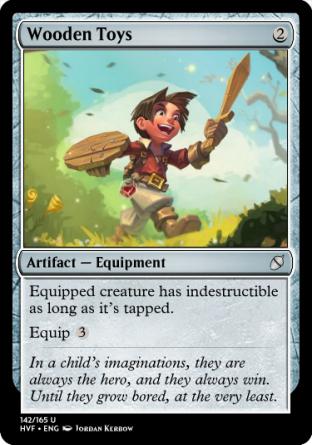 Wooden Toys 2
Artifact — Equipment
Equipped creature has indestructible
as long as it's tapped.
Equip 3
In a child's imaginations, they are
always the hero, and they always win.
Until they grow bored, at the very least.
142/165 U
HVF • ENG Jordan Kerbow